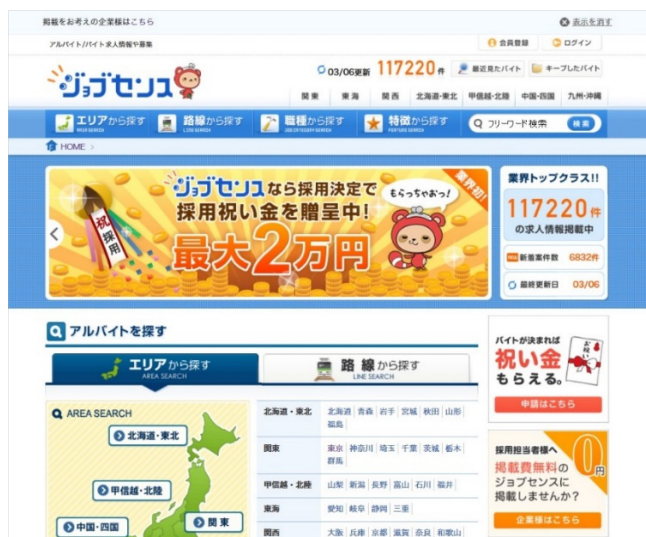 掲載をお考えの企業様はこちら
表示を消す
アルバイト/バイト求人情報や募集
会員登録
ログイン
ジョブセンス
03/06更新 117220件
最近見たバイト
キープしたバイト
関東 東海 関西 北海道・東北 甲信越・北陸 中国・四国 九州・沖縄
エリアから探す
路線から探す
LINE SEARCH
職種から探す
特徴から探す
フリーワード検索
検索
HOME
ジョブセンスなら採用決定で
採用祝い金を贈呈中!
最大2万円
祝採用
もらっちゃおっ!
業界初!
業界トップクラス!!
117220件
の求人情報掲載中
新着案件数 6832件
最終更新日 03/06
アルバイトを探す
エリアから探す
AREA SEARCH
路線から探す
LINE SEARCH
AREA SEARCH
北海道・東北
甲信越・北陸
中国・四国
関東
北海道・東北 北海道 青森 岩手 宮城 秋田 山形
福島
関東 東京 神奈川 埼玉 千葉 茨城 栃木
群馬
甲信越・北陸 山梨 新潟 長野 富山 石川 福井
東海 愛知 岐阜 静岡 三重
関西 大阪 兵庫 京都 滋賀 奈良 和歌山
バイトが決まれば
祝い金
もらえる。
お祝い金
申請はこちら
採用担当者様へ
掲載費無料の
ジョブセンスに
掲載しませんか?
0円
企業様はこちら